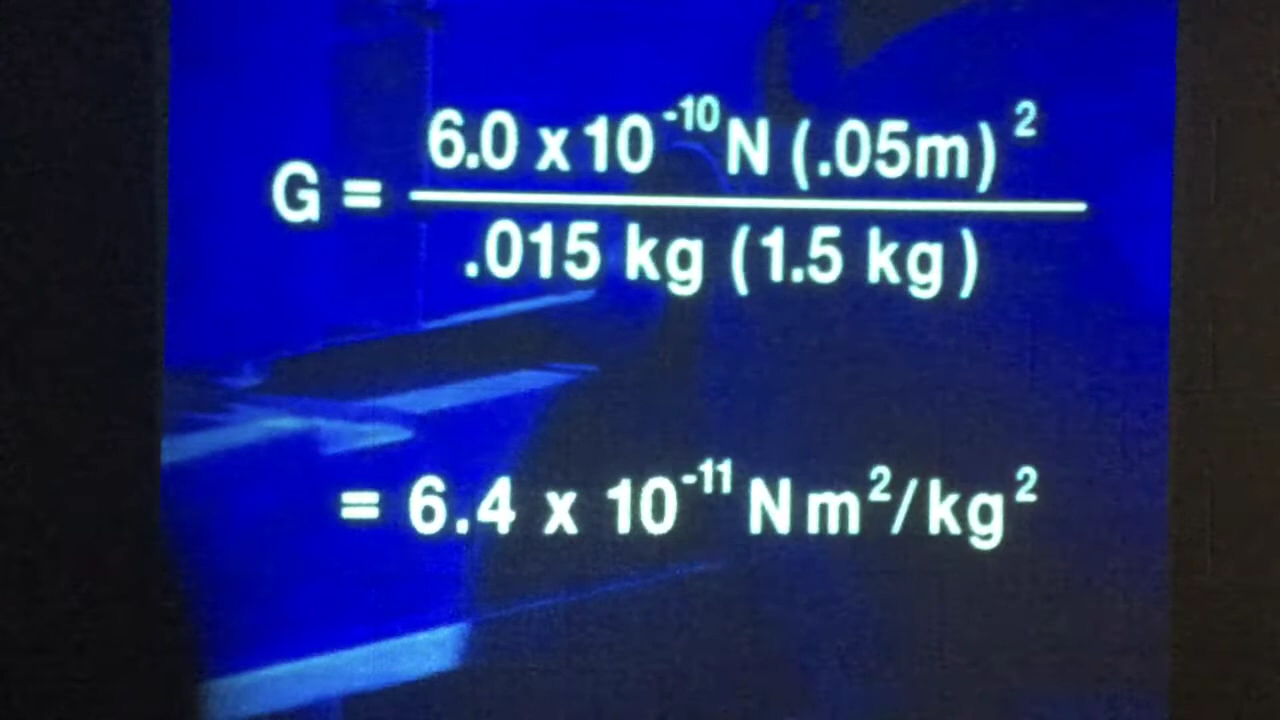 G = 6.0 x 10⁻¹⁰ N (.05m)²
.015 kg (1.5 kg)
= 6.4 x 10⁻¹¹ N m²/kg²